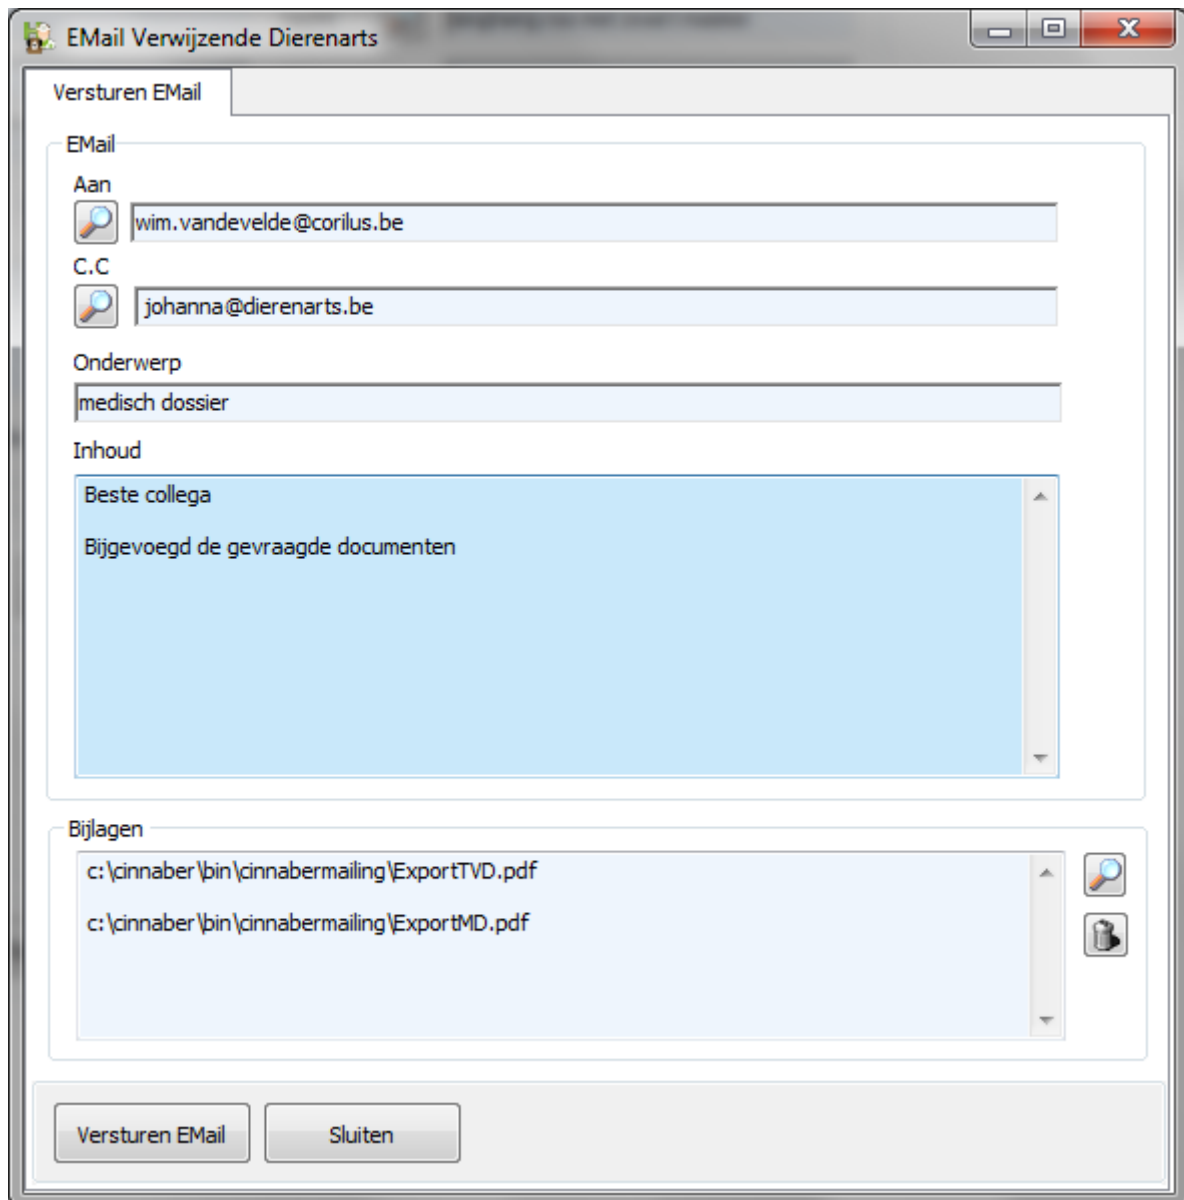 EMail Verwijzende Dierenarts
Versturen EMail
EMail
Aan
wim.vandevelde@corilus.be
C.C
johanna@dierenarts.be
Onderwerp
medisch dossier
Inhoud
Beste collega
Bijgevoegd de gevraagde documenten
Bijlagen
c:\cinnaber\bin\cinnabermailing\ExportTVD.pdf
c:\cinnaber\bin\cinnabermailing\ExportMD.pdf
Versturen EMail
Sluiten